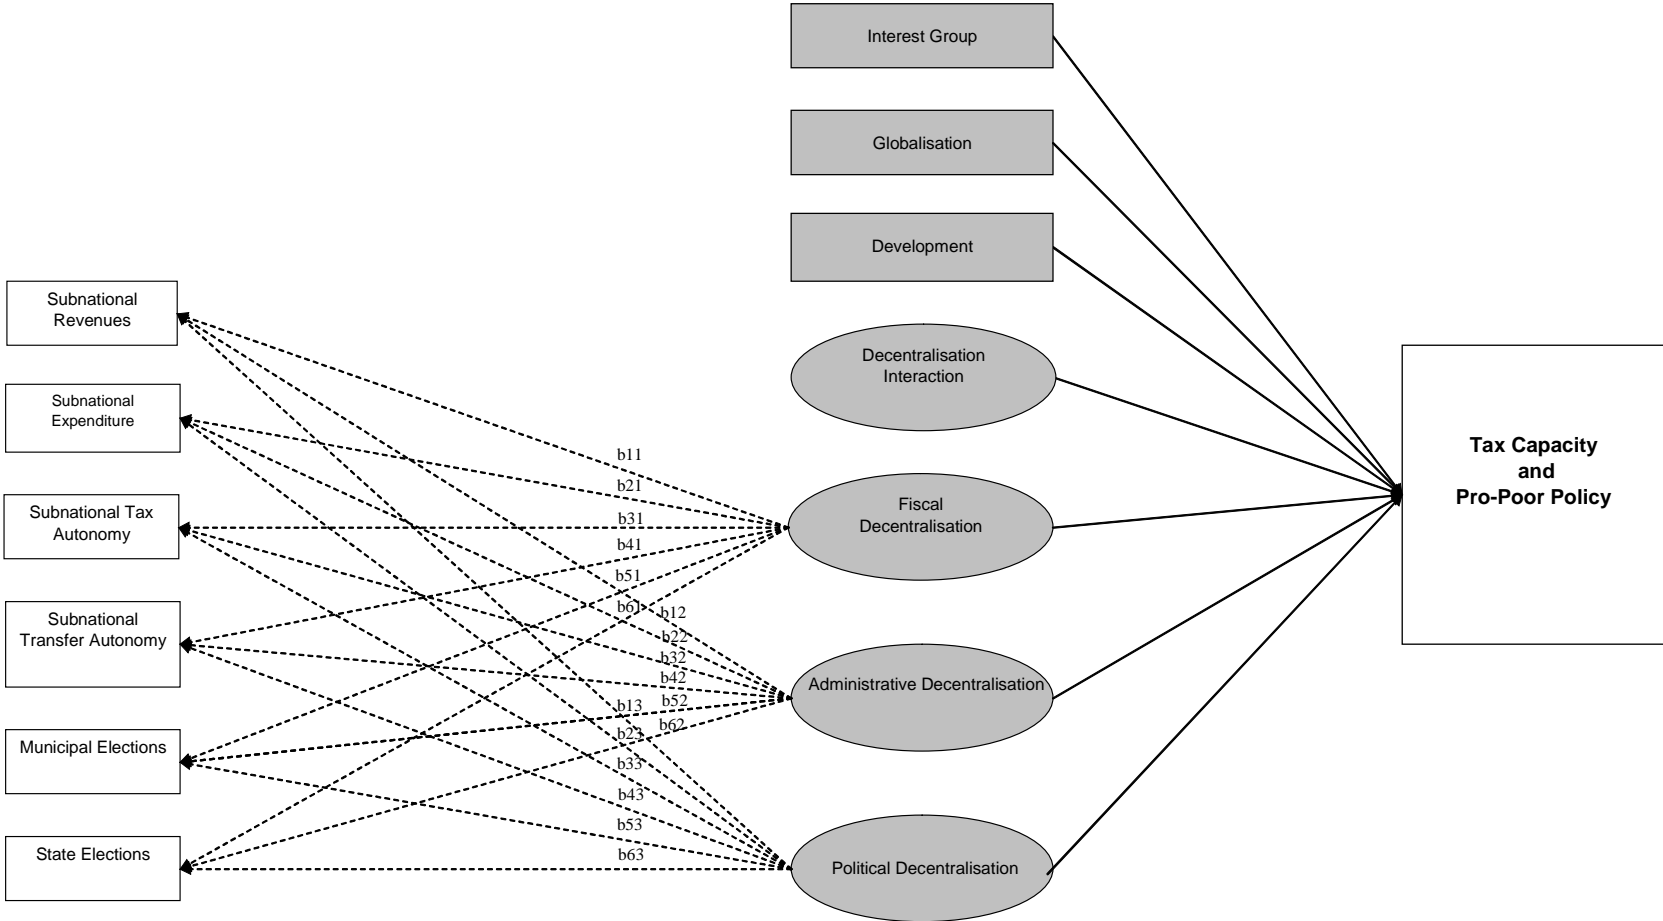 Interest Group
Globalisation
Development
Subnational
Revenues
Decentralisation
Interaction
Subnational
Expenditure
Tax Capacity
and
Pro-Poor Policy
b11
b21
Subnational Tax
Autonomy
b31
Fiscal
Decentralisation
b41
b51
b61
b12
Subnational
Transfer Autonomy
b22
b32
b42
Administrative Decentralisation
b13
b52
b23
b62
Municipal Elections
b33
b43
b53
State Elections
b63
Political Decentralisation